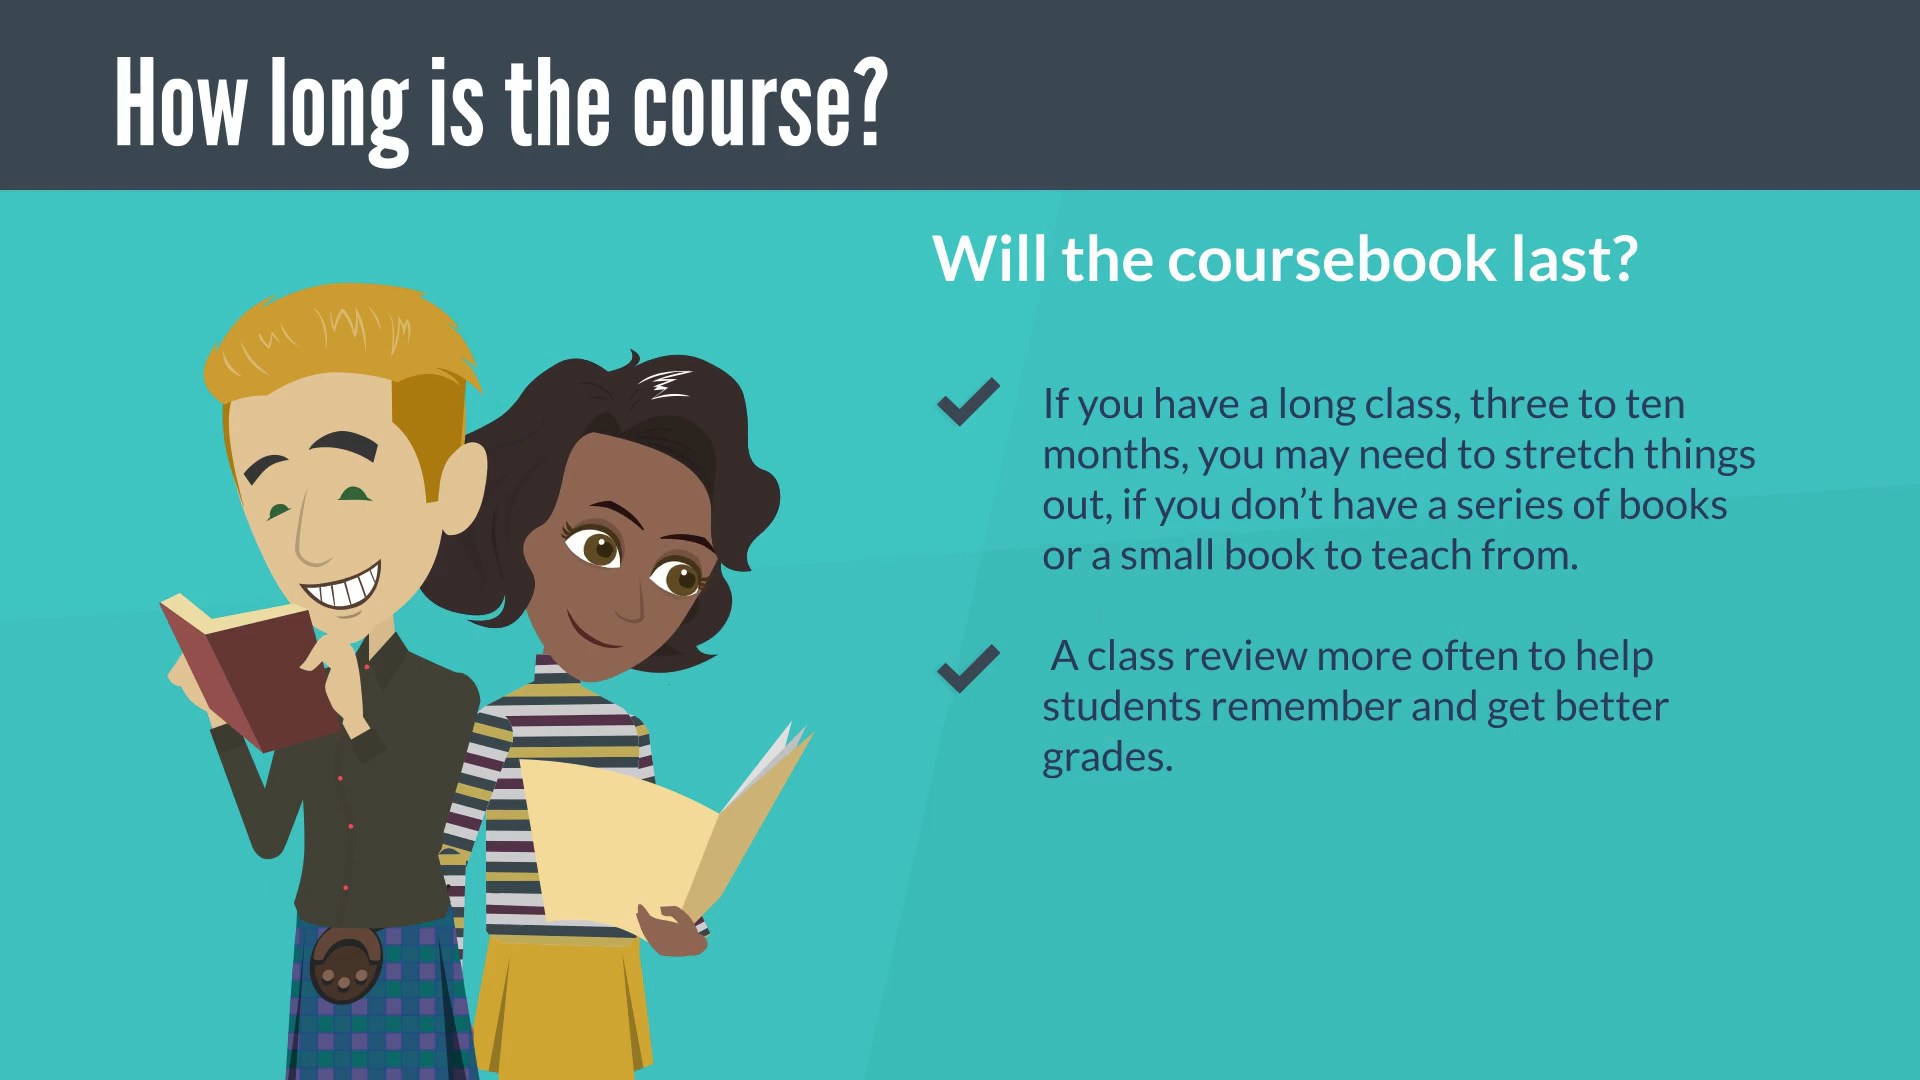 How long is the course?
Will the coursebook last?
If you have a long class, three to ten
months, you may need to stretch things
out, if you don’t have a series of books
or a small book to teach from.
A class review more often to help
students remember and get better
grades.